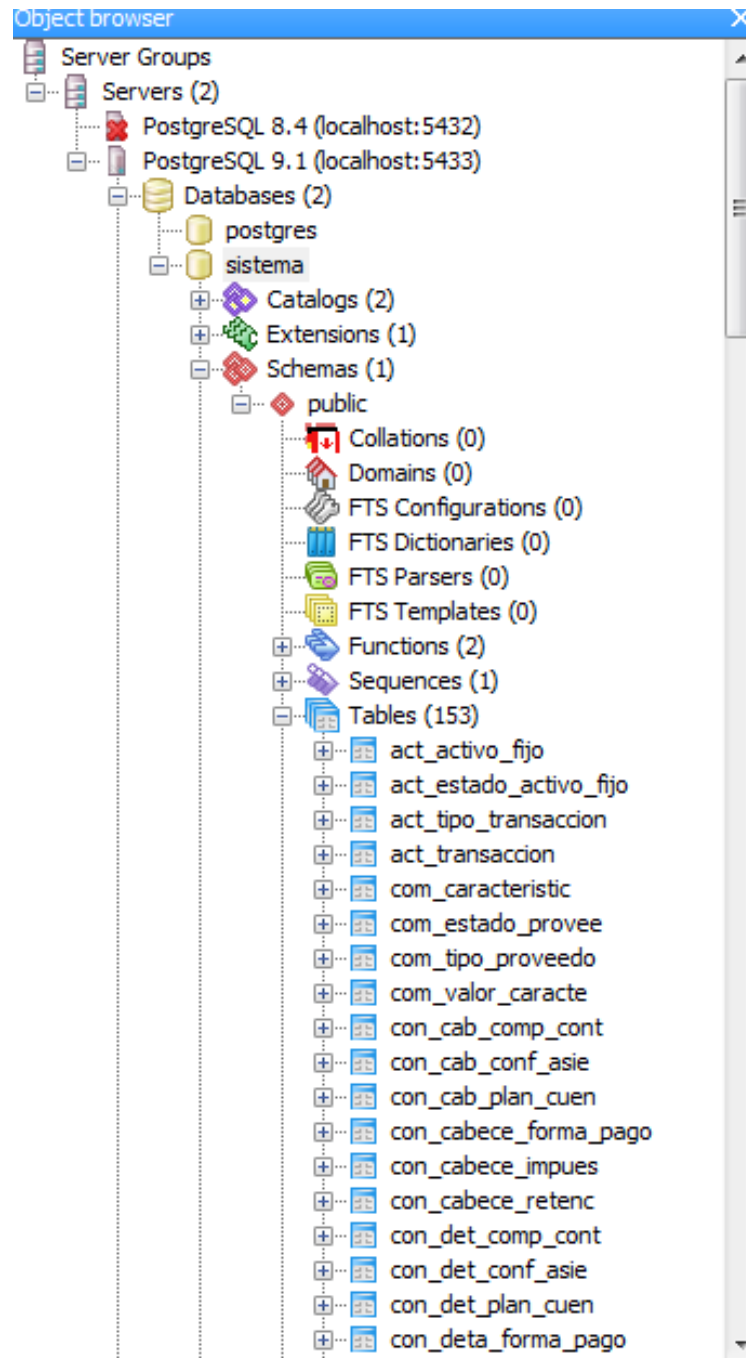 Object browser
Server Groups
Servers (2)
PostgreSQL 8.4 (localhost:5432)
PostgreSQL 9.1 (localhost:5433)
Databases (2)
postgres
sistema
Catalogs (2)
Extensions (1)
Schemas (1)
public
Collations (0)
Domains (0)
FTS Configurations (0)
FTS Dictionaries (0)
FTS Parsers (0)
FTS Templates (0)
Functions (2)
Sequences (1)
Tables (153)
act_activo_fijo
act_estado_activo_fijo
act_tipo_transaccion
act_transaccion
com_caracteristic
com_estado_provee
com_tipo_proveedo
com_valor_caracte
con_cab_comp_cont
con_cab_conf_asie
con_cab_plan_cuen
con_cabece_forma_pago
con_cabece_impues
con_cabece_retenc
con_det_comp_cont
con_det_conf_asie
con_det_plan_cuen
con_deta_forma_pago